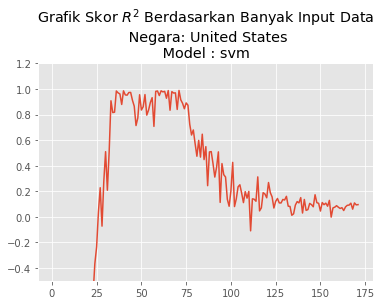 Grafik Skor R² Berdasarkan Banyak Input Data
Negara: United States
Model : svm
1.2
1.0
0.8
0.6
0.4
0.2
0.0
−0.2
−0.4
0 25 50 75 100 125 150 175